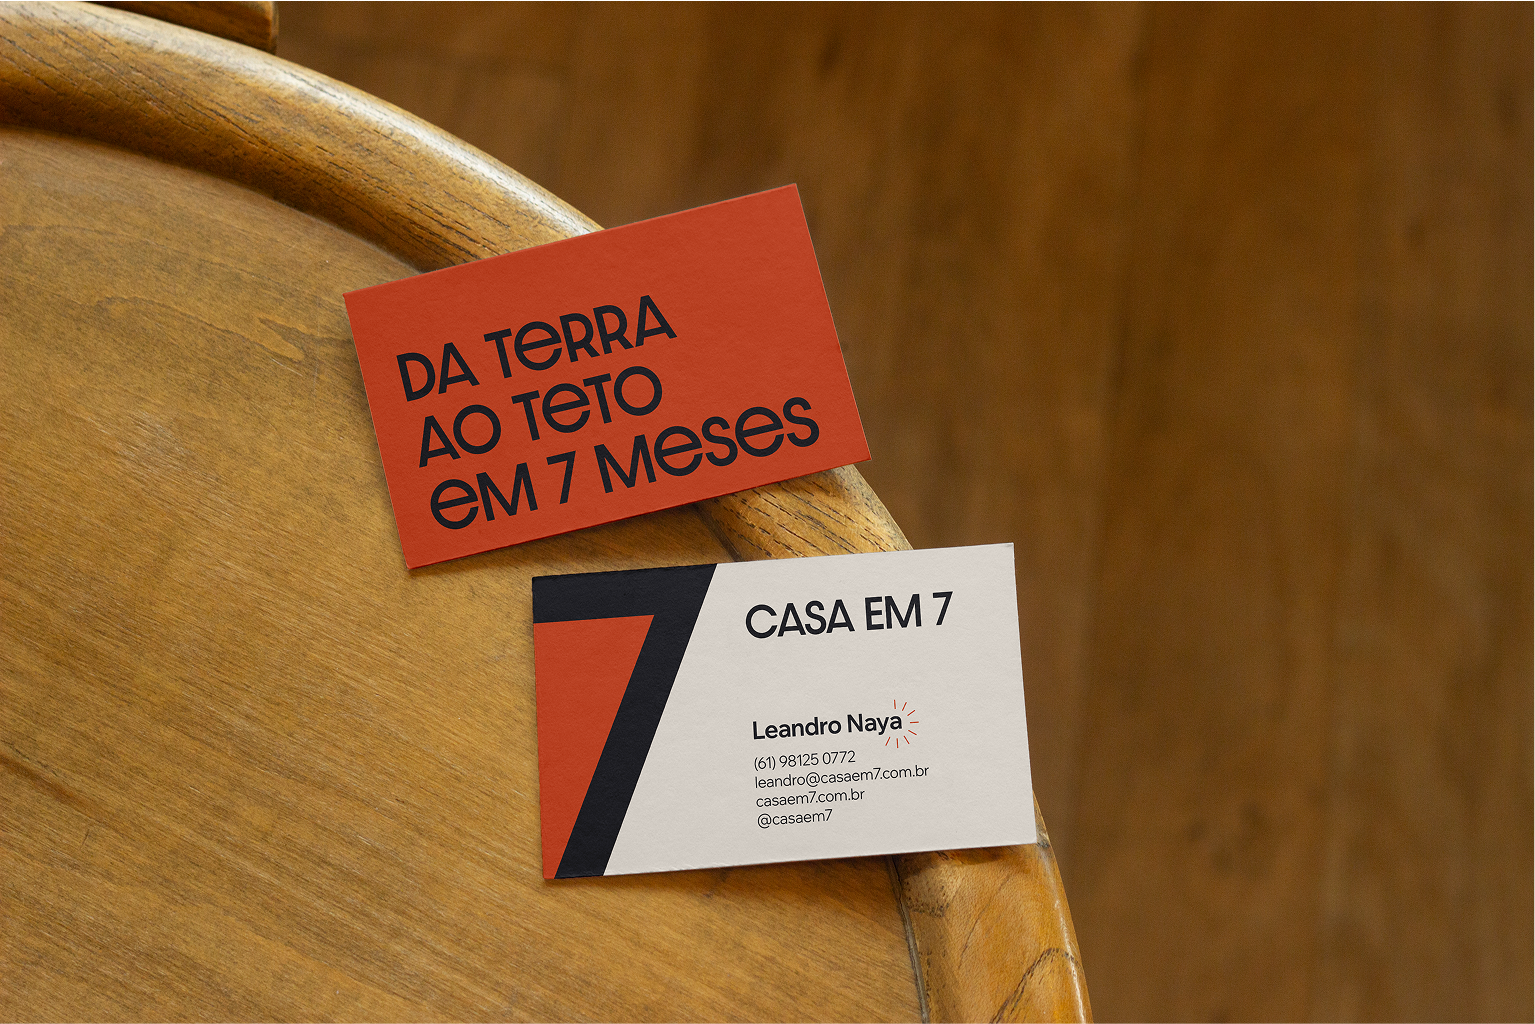 DA TeRRA
AO TeTO
eM 7 Meses
7
CASA EM 7
Leandro Naya
(61) 98125 0772
leandro@casaem7.com.br
casaem7.com.br
@casaem7